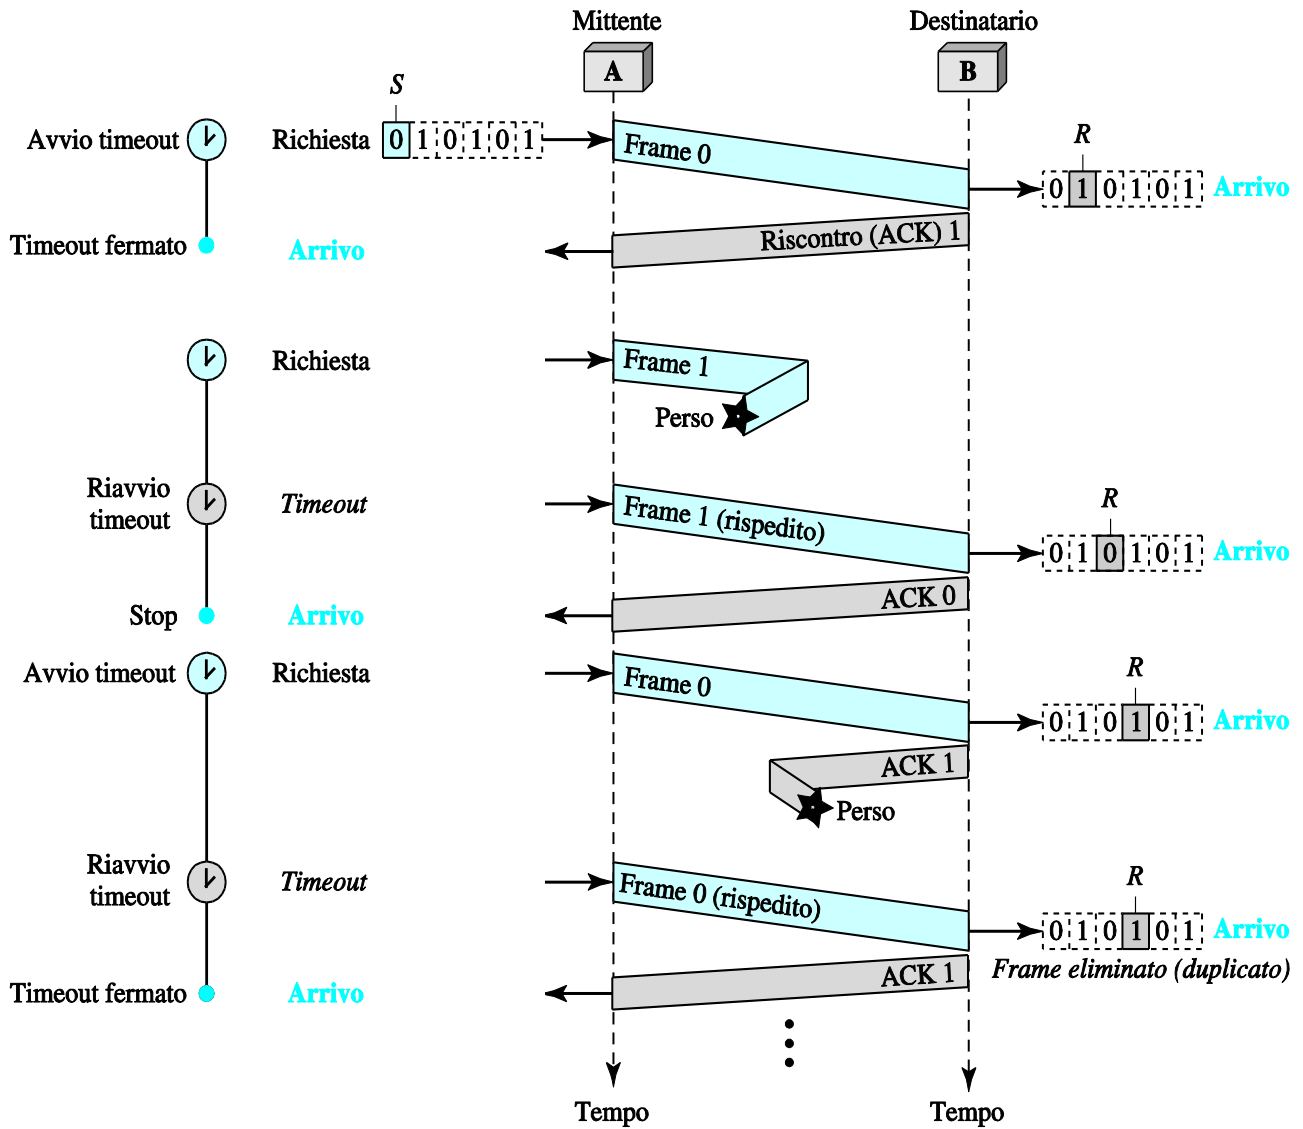 Mittente
Destinatario
A
B
S
R
Avvio timeout
Richiesta
0 1 0 1 0 1
Frame 0
0 1 0 1 0 1
Arrivo
Timeout fermato
Arrivo
Riscontro (ACK) 1
Richiesta
Frame 1
Perso
Riavvio
timeout
Timeout
Frame 1 (rispedito)
R
0 1 0 1 0 1
Arrivo
Stop
Arrivo
ACK 0
Avvio timeout
Richiesta
Frame 0
R
0 1 0 1 0 1
Arrivo
ACK 1
Perso
Riavvio
timeout
Timeout
Frame 0 (rispedito)
R
0 1 0 1 0 1
Arrivo
Frame eliminato (duplicato)
Timeout fermato
Arrivo
ACK 1
Tempo
Tempo